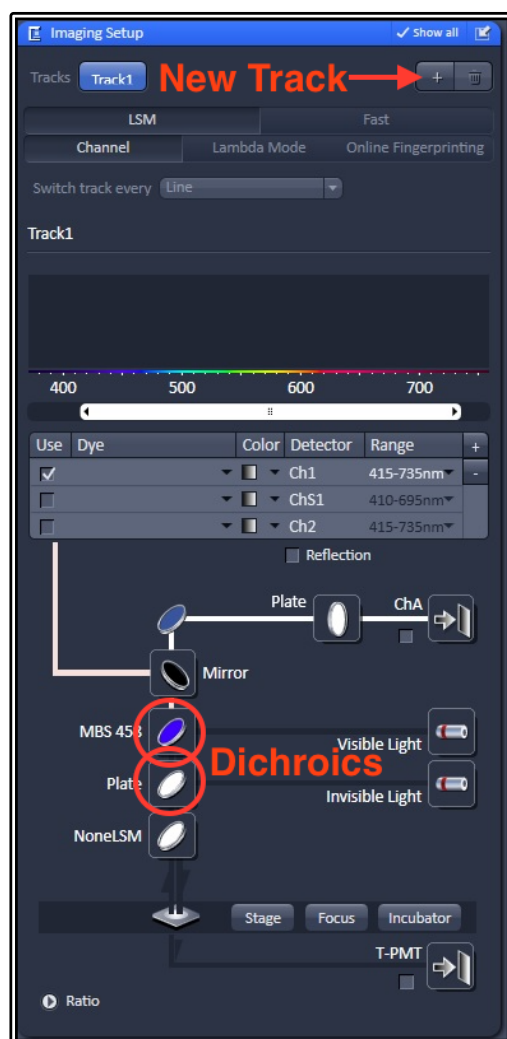 Imaging Setup Show all
Tracks Track1 New Track +
LSM Fast
Channel Lambda Mode Online Fingerprinting
Switch track every Line
Track1
400 500 600 700
Use Dye Color Detector Range +
Ch1 415-735nm -
ChS1 410-695nm
Ch2 415-735nm
Reflection
Plate ChA
Mirror
MBS 458
Visible Light
Dichroics
Plate
Invisible Light
NoneLSM
Stage Focus Incubator
T-PMT
Ratio